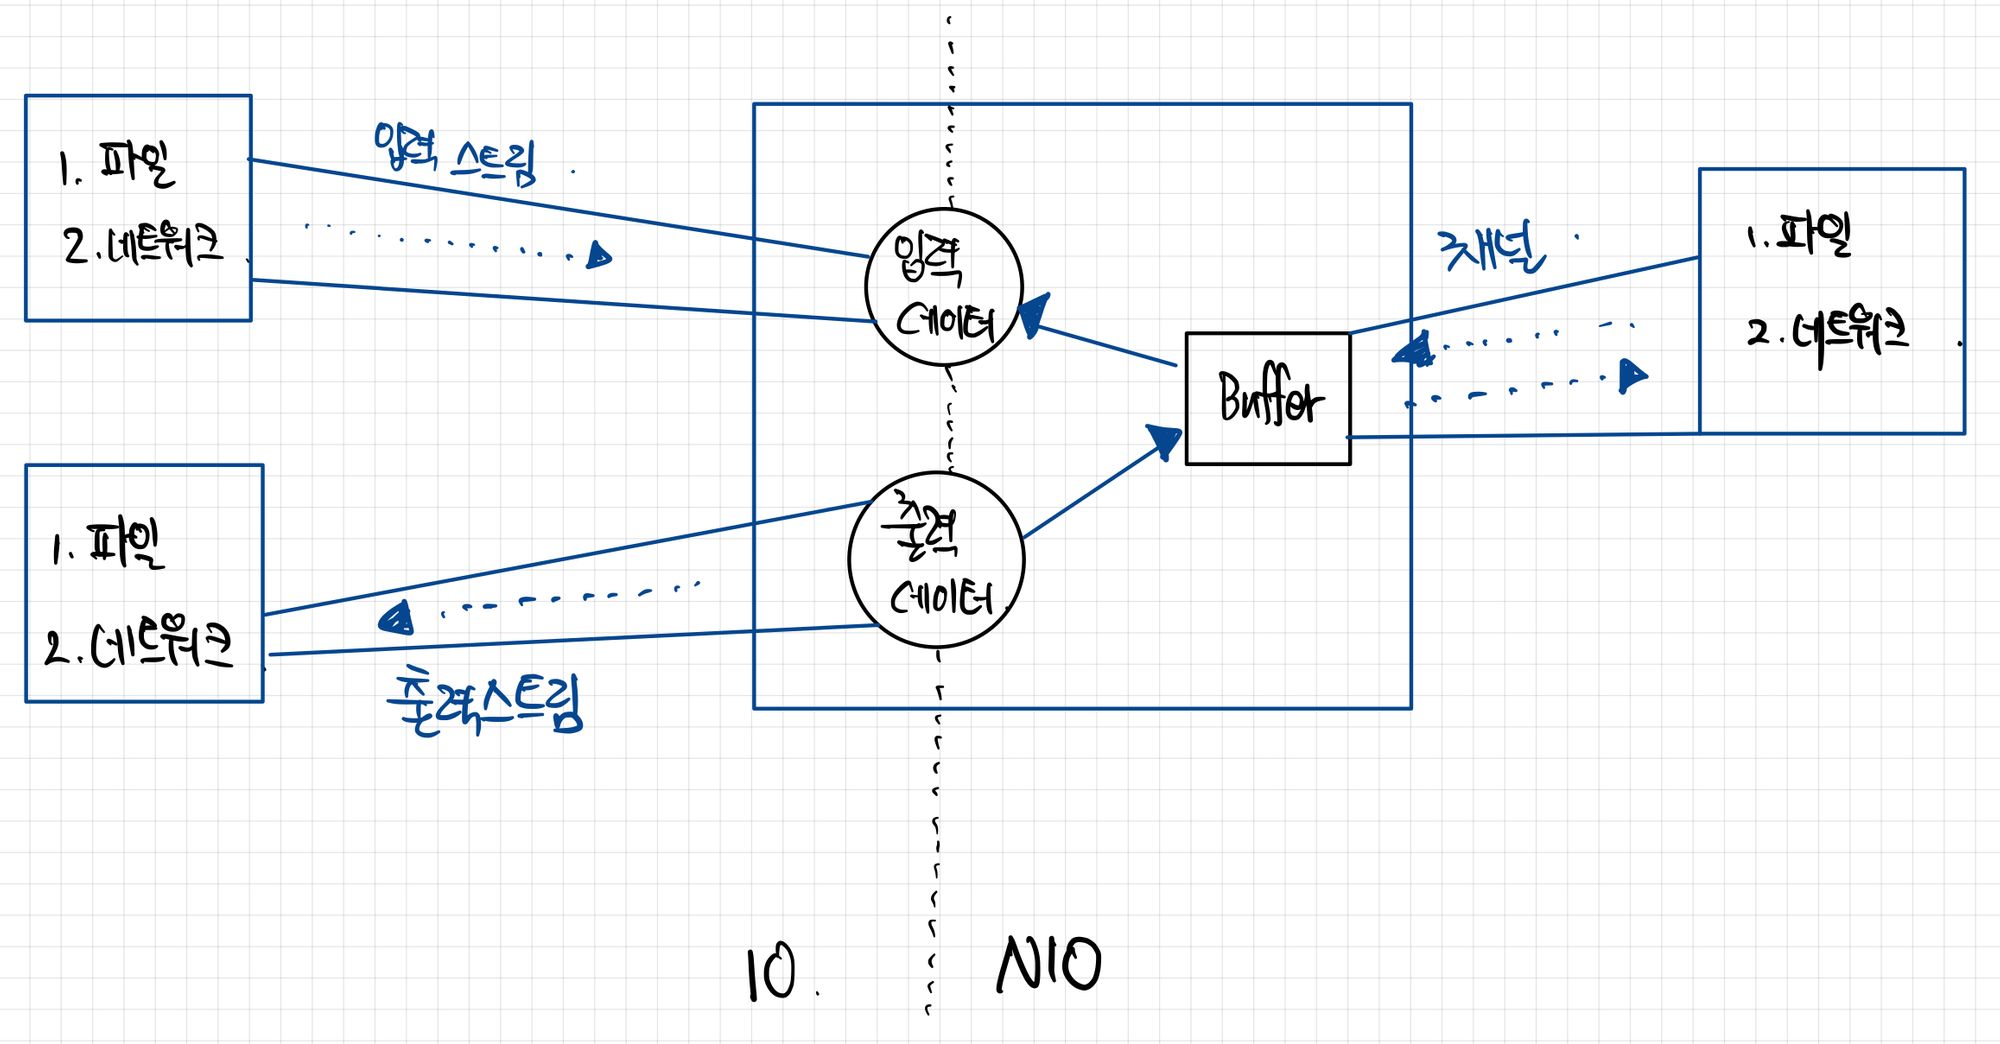 1. 파일
2. 네트워크
입력 스트림
입력
데이터
Buffer
채널
1. 파일
2. 네트워크
1. 파일
2. 네트워크
출력스트림
출력
데이터
IO.
NIO